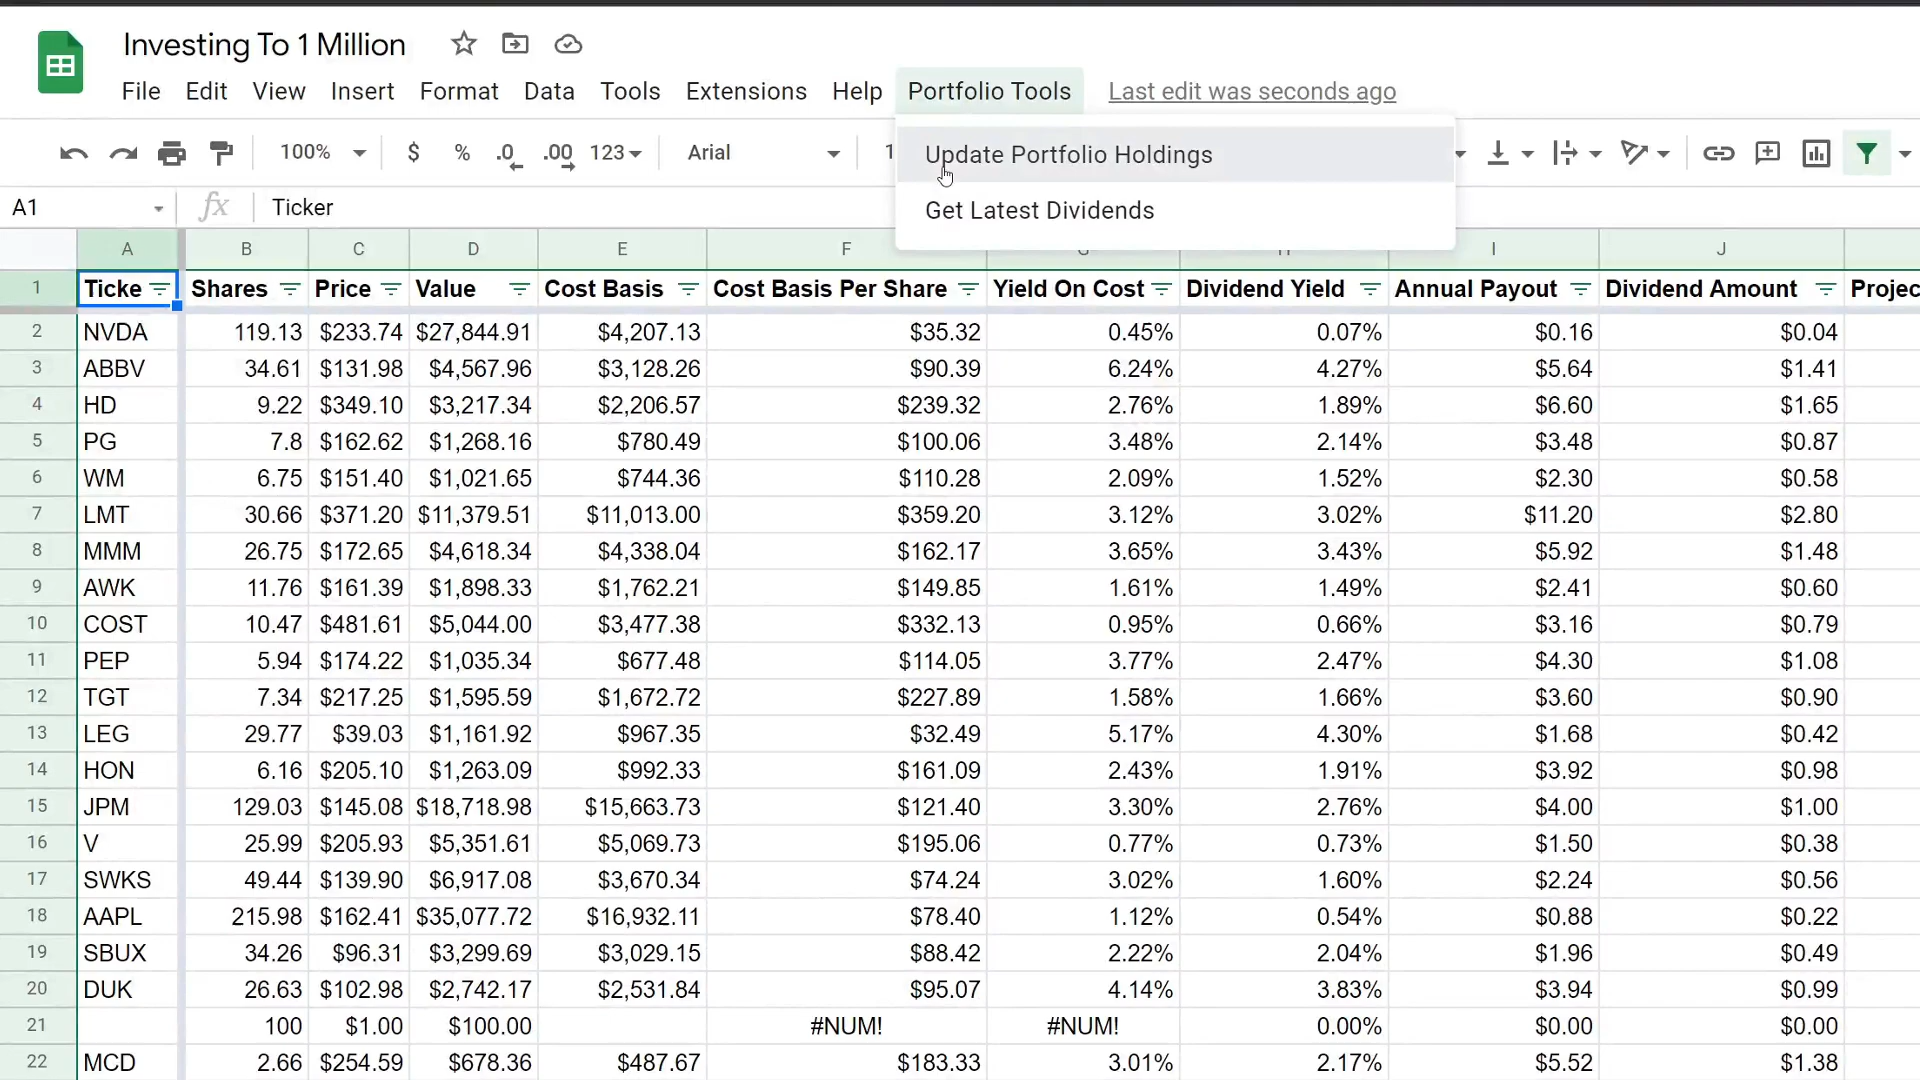 Investing To 1 Million
File Edit View Insert Format Data Tools Extensions Help Portfolio Tools Last edit was seconds ago
100% $ % .0 .00 123 Arial 1
Update Portfolio Holdings
Get Latest Dividends
A1 fx Ticker
A B C D E F I J
1 Ticke Shares Price Value Cost Basis Cost Basis Per Share Yield On Cost Dividend Yield Annual Payout Dividend Amount Projec
2 NVDA 119.13 $233.74 $27,844.91 $4,207.13 $35.32 0.45% 0.07% $0.16 $0.04
3 ABBV 34.61 $131.98 $4,567.96 $3,128.26 $90.39 6.24% 4.27% $5.64 $1.41
4 HD 9.22 $349.10 $3,217.34 $2,206.57 $239.32 2.76% 1.89% $6.60 $1.65
5 PG 7.8 $162.62 $1,268.16 $780.49 $100.06 3.48% 2.14% $3.48 $0.87
6 WM 6.75 $151.40 $1,021.65 $744.36 $110.28 2.09% 1.52% $2.30 $0.58
7 LMT 30.66 $371.20 $11,379.51 $11,013.00 $359.20 3.12% 3.02% $11.20 $2.80
8 MMM 26.75 $172.65 $4,618.34 $4,338.04 $162.17 3.65% 3.43% $5.92 $1.48
9 AWK 11.76 $161.39 $1,898.33 $1,762.21 $149.85 1.61% 1.49% $2.41 $0.60
10 COST 10.47 $481.61 $5,044.00 $3,477.38 $332.13 0.95% 0.66% $3.16 $0.79
11 PEP 5.94 $174.22 $1,035.34 $677.48 $114.05 3.77% 2.47% $4.30 $1.08
12 TGT 7.34 $217.25 $1,595.59 $1,672.72 $227.89 1.58% 1.66% $3.60 $0.90
13 LEG 29.77 $39.03 $1,161.92 $967.35 $32.49 5.17% 4.30% $1.68 $0.42
14 HON 6.16 $205.10 $1,263.09 $992.33 $161.09 2.43% 1.91% $3.92 $0.98
15 JPM 129.03 $145.08 $18,718.98 $15,663.73 $121.40 3.30% 2.76% $4.00 $1.00
16 V 25.99 $205.93 $5,351.61 $5,069.73 $195.06 0.77% 0.73% $1.50 $0.38
17 SWKS 49.44 $139.90 $6,917.08 $3,670.34 $74.24 3.02% 1.60% $2.24 $0.56
18 AAPL 215.98 $162.41 $35,077.72 $16,932.11 $78.40 1.12% 0.54% $0.88 $0.22
19 SBUX 34.26 $96.31 $3,299.69 $3,029.15 $88.42 2.22% 2.04% $1.96 $0.49
20 DUK 26.63 $102.98 $2,742.17 $2,531.84 $95.07 4.14% 3.83% $3.94 $0.99
21 100 $1.00 $100.00 #NUM! #NUM! 0.00% $0.00 $0.00
22 MCD 2.66 $254.59 $678.36 $487.67 $183.33 3.01% 2.17% $5.52 $1.38